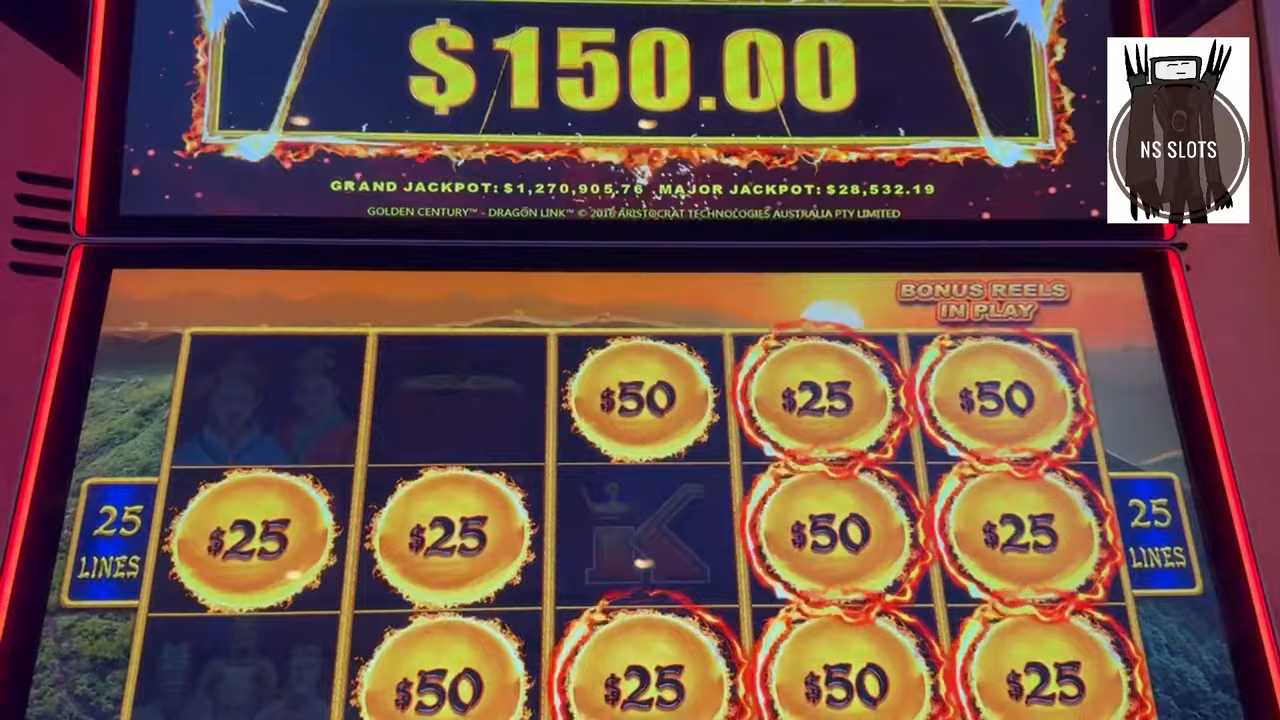 $150.00
NS SLOTS
GRAND JACKPOT: $1,270,905.76 MAJOR JACKPOT: $28,532.19
GOLDEN CENTURY™ - DRAGON LINK™ © 2016 ARISTOCRAT TECHNOLOGIES AUSTRALIA PTY LIMITED
BONUS REELS
IN PLAY
$50 $25 $50
25
LINES
$25 $25 K $50 $25
25
LINES
$50 $25 $50 $25